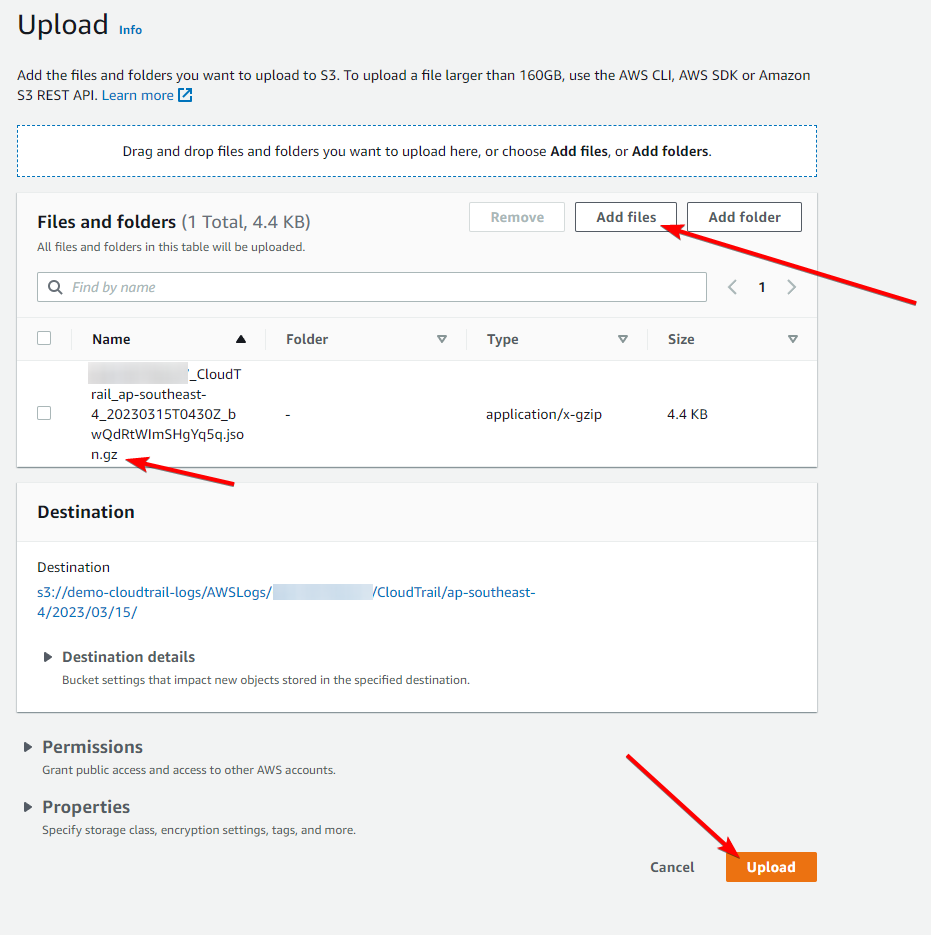 Upload Info
Add the files and folders you want to upload to S3. To upload a file larger than 160GB, use the AWS CLI, AWS SDK or Amazon
S3 REST API. Learn more
Drag and drop files and folders you want to upload here, or choose Add files, or Add folders.
Files and folders (1 Total, 4.4 KB)
Remove
Add files
Add folder
All files and folders in this table will be uploaded.
Find by name
1
Name
Folder
Type
Size
_CloudT
rail_ap-southeast-
4_20230315T0430Z_b
wQdRtWImSHgYq5q.jso
n.gz
-
application/x-gzip
4.4 KB
Destination
Destination
s3://demo-cloudtrail-logs/AWSLogs/ /CloudTrail/ap-southeast-
4/2023/03/15/
Destination details
Bucket settings that impact new objects stored in the specified destination.
Permissions
Grant public access and access to other AWS accounts.
Properties
Specify storage class, encryption settings, tags, and more.
Cancel
Upload